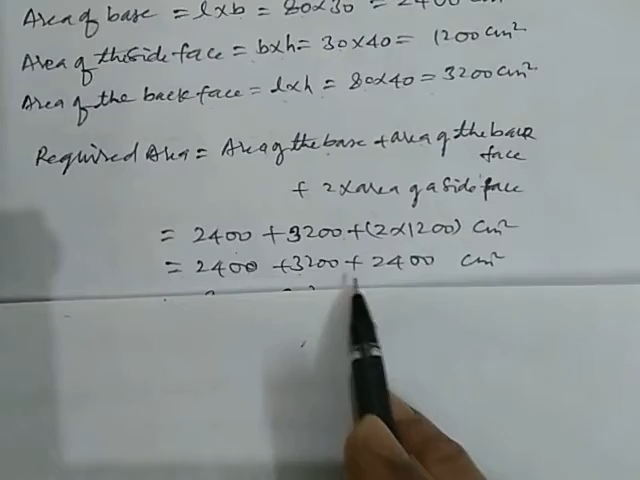 Area of base = l×b = 80×30 = 2400 cm²
Area of the side face = b×h = 30×40 = 1200 cm²
Area of the back face = l×h = 80×40 = 3200 cm²
Required Area = Area of the base + area of the back face
+ 2×area of a side face
= 2400 + 3200 + (2×1200) cm²
= 2400 + 3200 + 2400 cm²